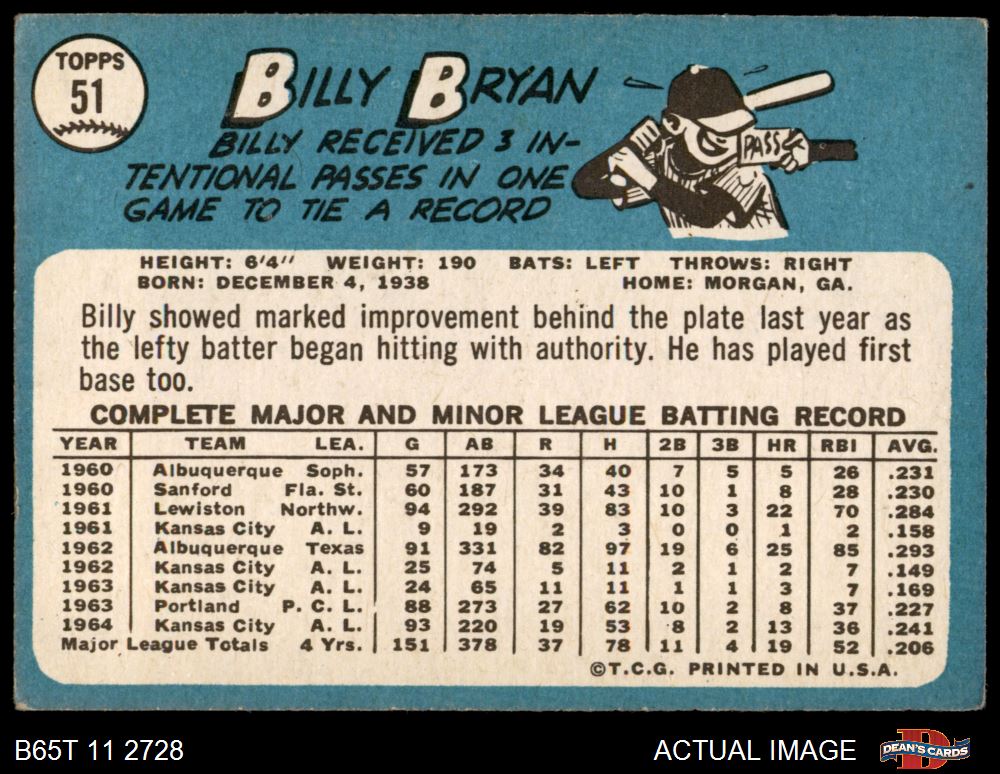 TOPPS
51
BILLY BRYAN
BILLY RECEIVED 3 IN-
TENTIONAL PASSES IN ONE
GAME TO TIE A RECORD
PASS
HEIGHT: 6'4" WEIGHT: 190 BATS: LEFT THROWS: RIGHT
BORN: DECEMBER 4, 1938 HOME: MORGAN, GA.
Billy showed marked improvement behind the plate last year as
the lefty batter began hitting with authority. He has played first
base too.
COMPLETE MAJOR AND MINOR LEAGUE BATTING RECORD
YEAR TEAM LEA. G AB R H 2B 3B HR RBI AVG.
1960 Albuquerque Soph. 57 173 34 40 7 5 5 26 .231
1960 Sanford Fla. St. 60 187 31 43 10 1 8 28 .230
1961 Lewiston Northw. 94 292 39 83 10 3 22 70 .284
1961 Kansas City A. L. 9 19 2 3 0 0 1 2 .158
1962 Albuquerque Texas 91 331 82 97 19 6 25 85 .293
1962 Kansas City A. L. 25 74 5 11 2 1 2 7 .149
1963 Kansas City A. L. 24 65 11 11 1 1 3 7 .169
1963 Portland P. C. L. 88 273 27 62 10 2 8 37 .227
1964 Kansas City A. L. 93 220 19 53 8 2 13 36 .241
Major League Totals 4 Yrs. 151 378 37 78 11 4 19 52 .206
©T.C.G. PRINTED IN U.S.A.
B65T 11 2728 ACTUAL IMAGE DEAN'S CARDS